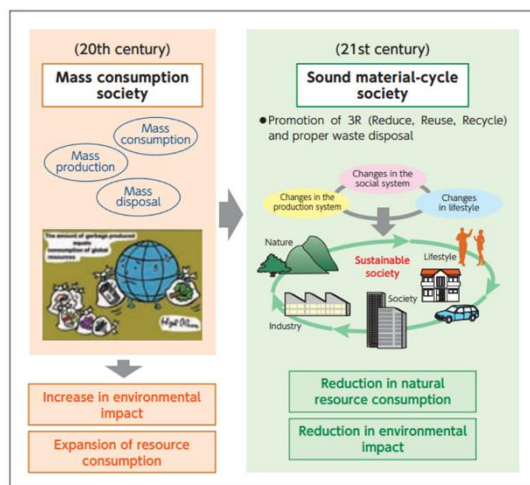 (20th century)
Mass consumption
society
Mass
consumption
Mass
production
Mass
disposal
The amount of garbage produced
equals
consumption of global
resources
Increase in environmental
impact
Expansion of resource
consumption
(21st century)
Sound material-cycle
society
●Promotion of 3R (Reduce, Reuse, Recycle)
and proper waste disposal
Changes in the
social system
Changes in the
production system
Changes
in lifestyle
Nature
Sustainable
society
Lifestyle
Society
Industry
Reduction in natural
resource consumption
Reduction in environmental
impact